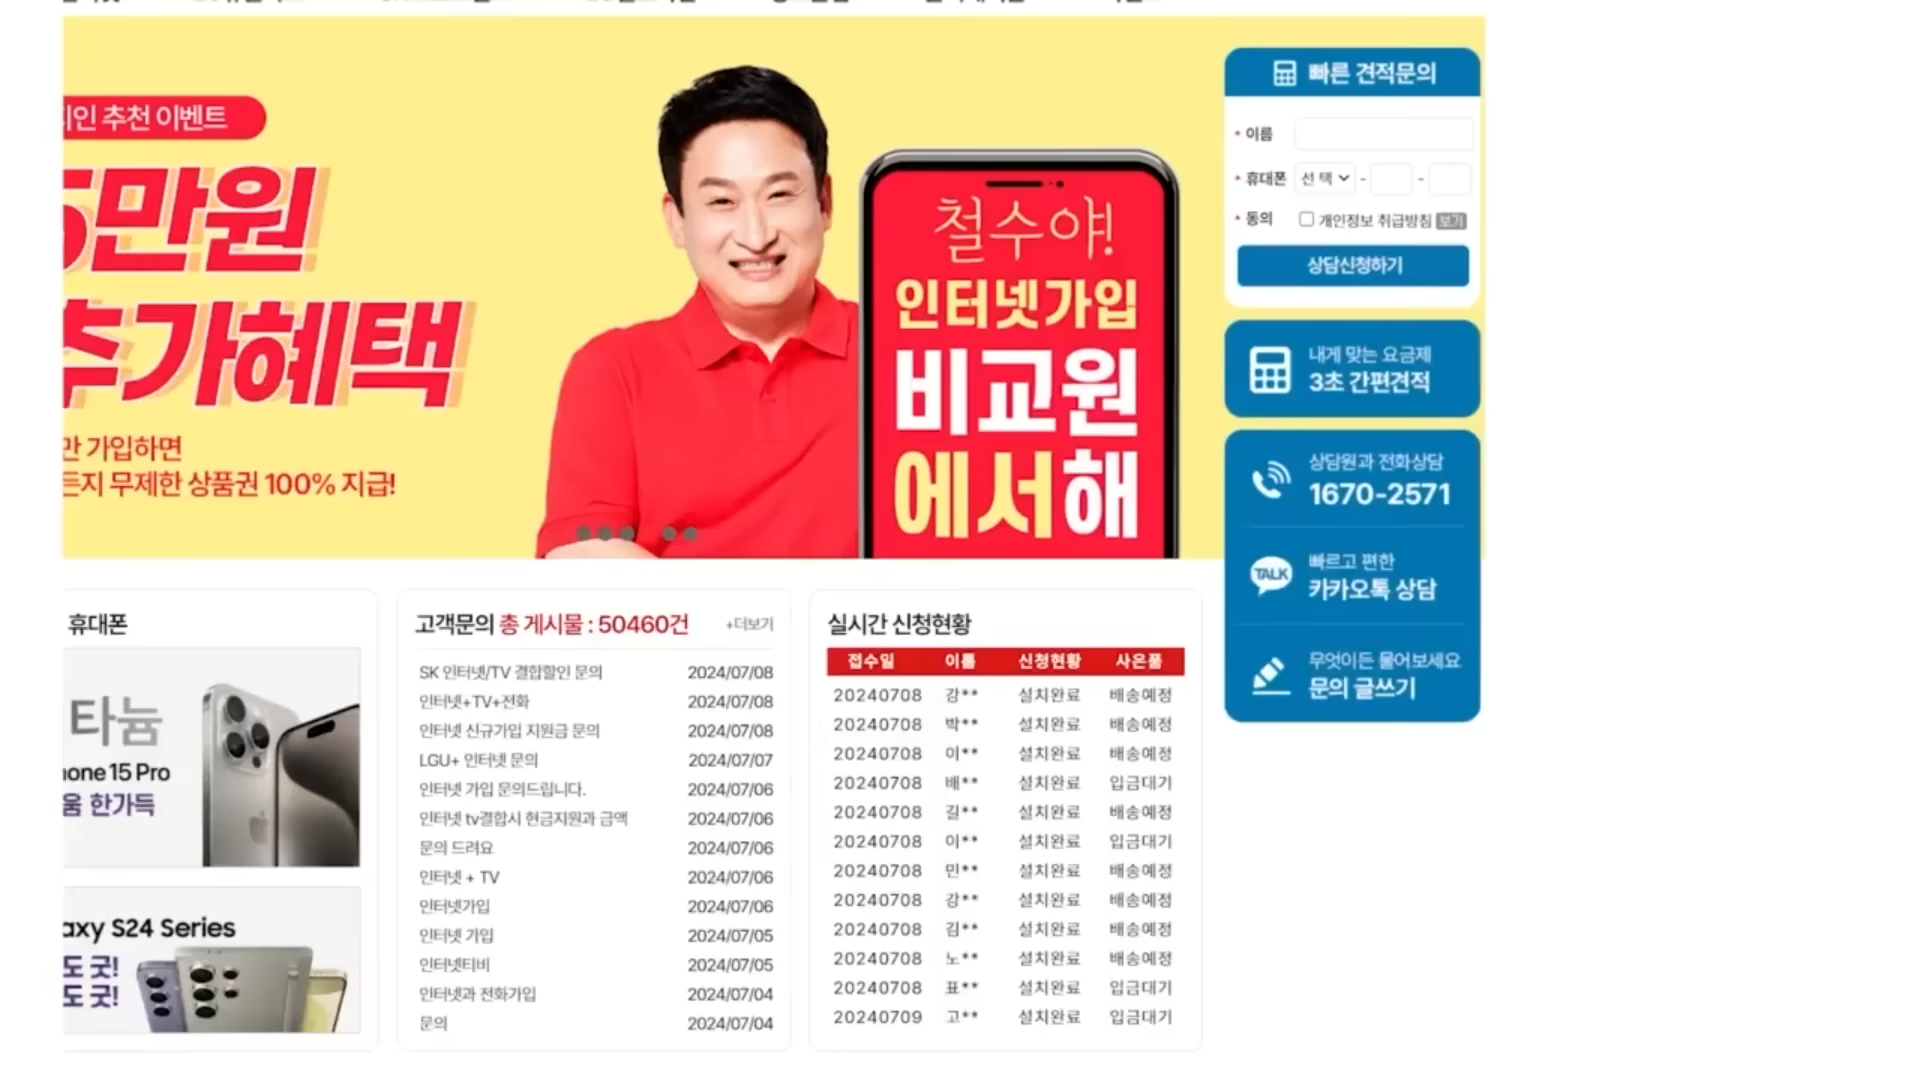 빠른 견적문의
지인 추천 이벤트
5만원
추가혜택
만 가입하면
든지 무제한 상품권 100% 지급!
철수야!
인터넷가입
비교원
에서해
* 이름
* 휴대폰 선 택 - -
* 동의 개인정보 취급방침 보기
상담신청하기
내게 맞는 요금제
3초 간편견적
상담원과 전화상담
1670-2571
TALK
빠르고 편한
카카오톡 상담
무엇이든 물어보세요
문의 글쓰기
휴대폰
타늄
one 15 Pro
움 한가득
axy S24 Series
도 굿!
도 굿!
고객문의 총 게시물 : 50460건 +더보기
SK 인터넷/TV 결합할인 문의 2024/07/08
인터넷+TV+전화 2024/07/08
인터넷 신규가입 지원금 문의 2024/07/08
LGU+ 인터넷 문의 2024/07/07
인터넷 가입 문의드립니다. 2024/07/06
인터넷 tv결합시 현금지원과 금액 2024/07/06
문의 드려요 2024/07/06
인터넷 + TV 2024/07/06
인터넷가입 2024/07/06
인터넷 가입 2024/07/05
인터넷티비 2024/07/05
인터넷과 전화가입 2024/07/04
문의 2024/07/04
실시간 신청현황
접수일 이름 신청현황 사은품
20240708 강** 설치완료 배송예정
20240708 박** 설치완료 배송예정
20240708 이** 설치완료 배송예정
20240708 배** 설치완료 입금대기
20240708 길** 설치완료 배송예정
20240708 이** 설치완료 입금대기
20240708 민** 설치완료 배송예정
20240708 강** 설치완료 배송예정
20240708 김** 설치완료 배송예정
20240708 노** 설치완료 배송예정
20240708 표** 설치완료 입금대기
20240709 고** 설치완료 입금대기